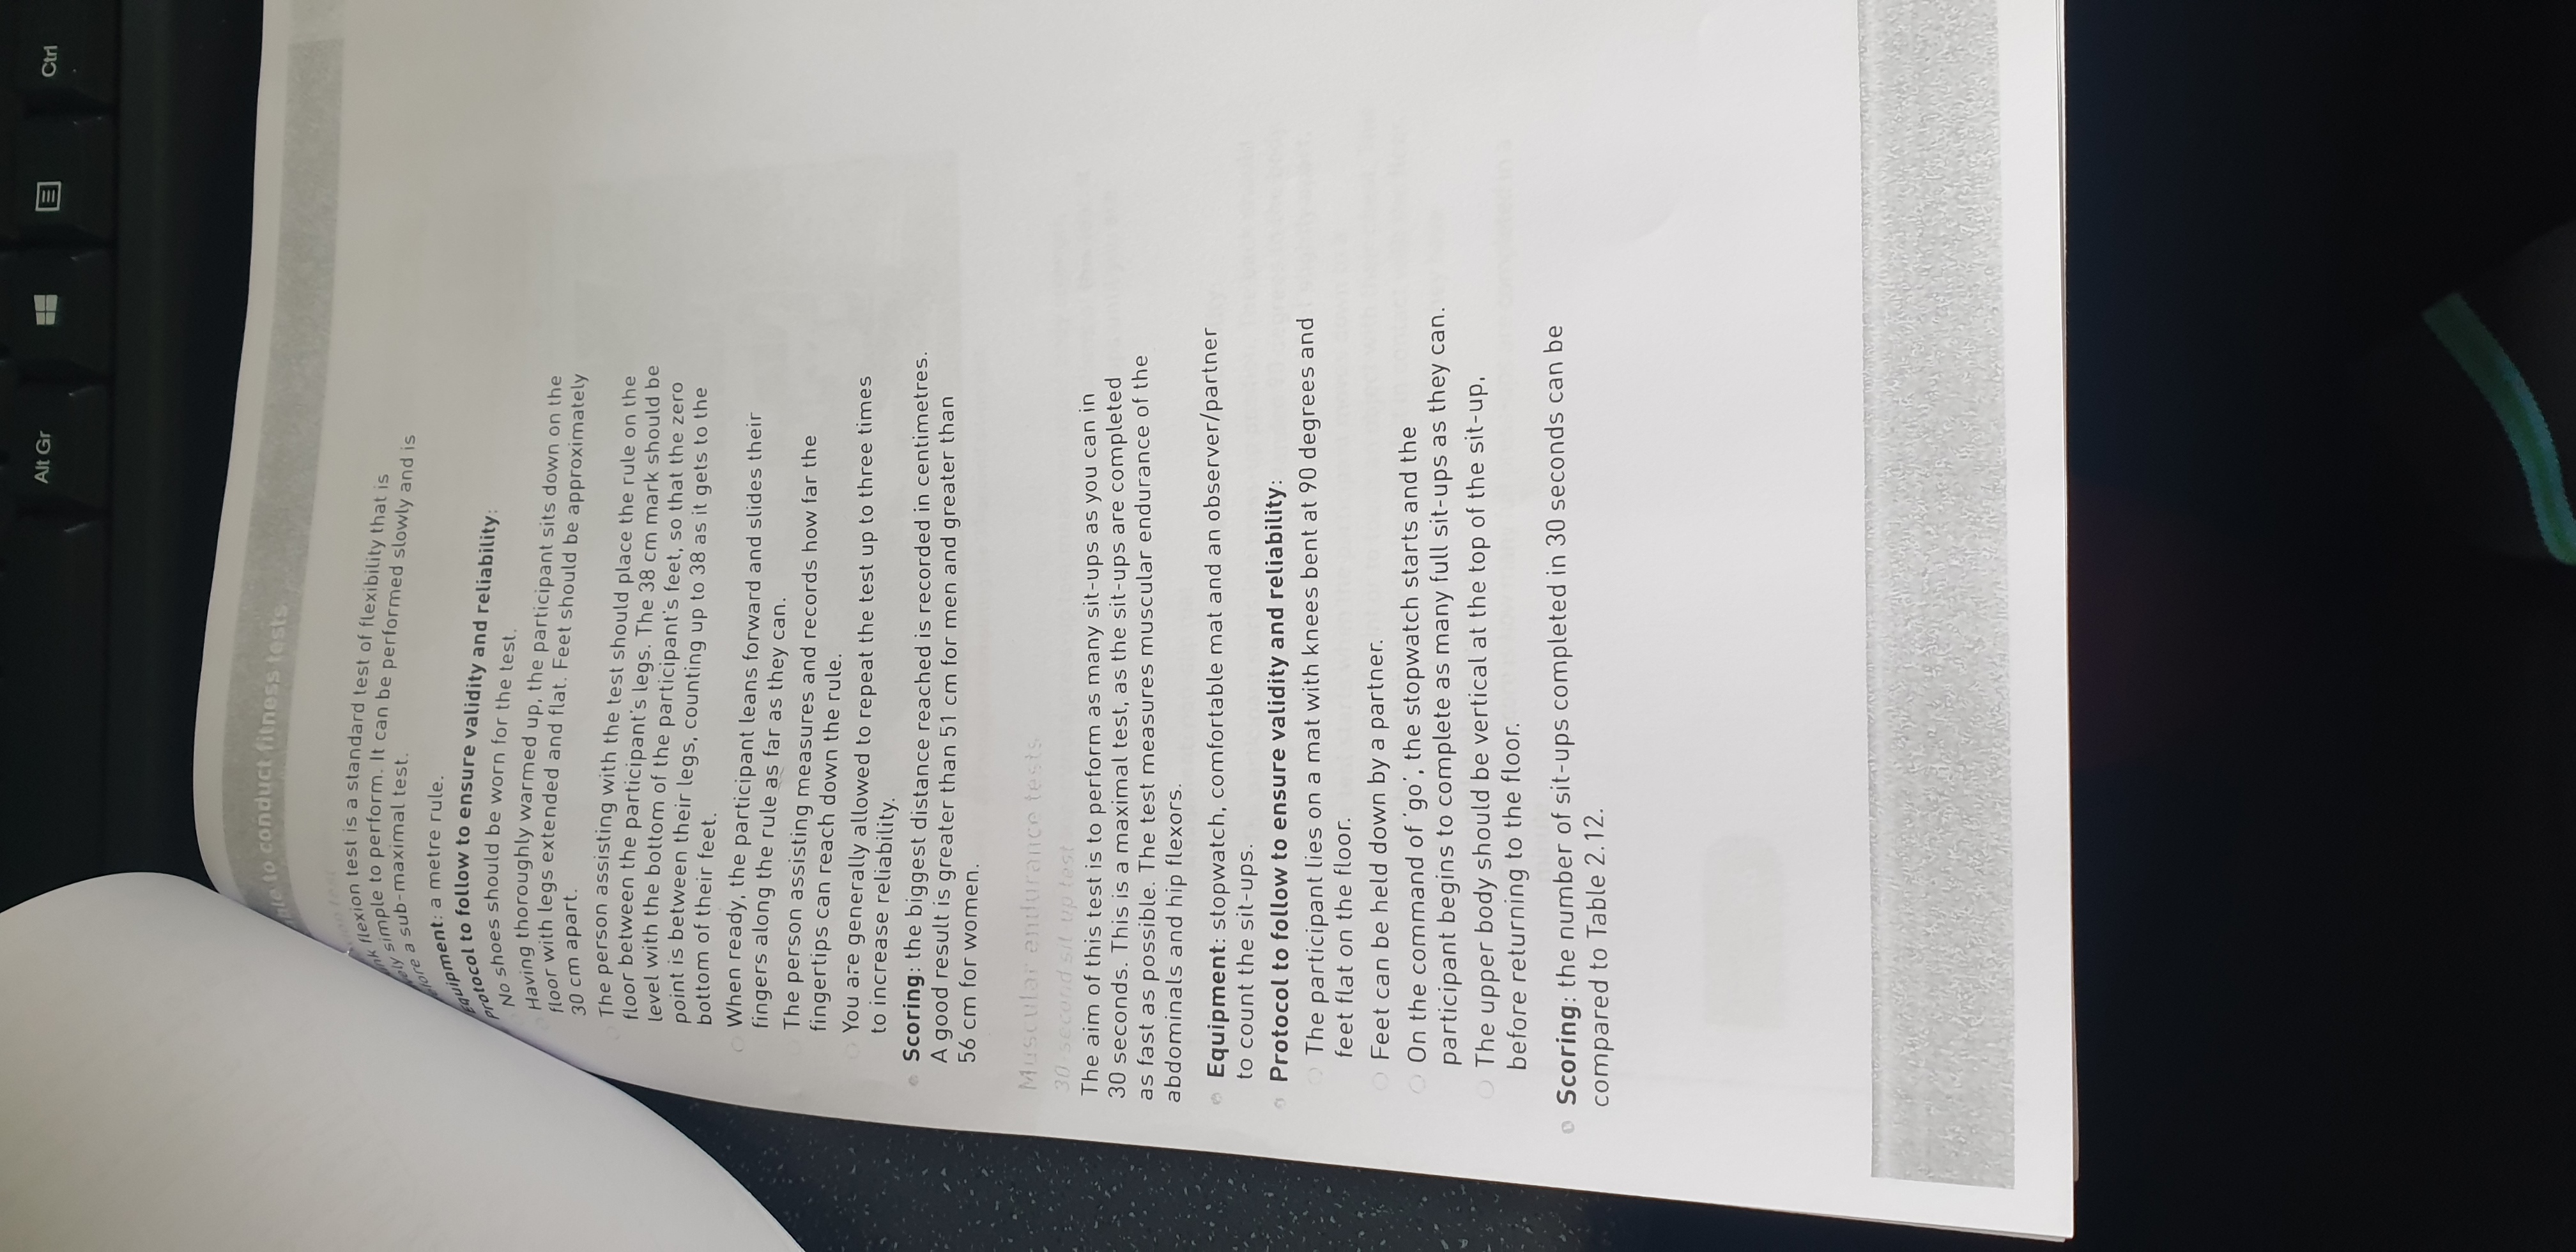 Alt Gr
Ctrl
to conduct fitness tests
flexion test is a standard test of flexibility that is
simple to perform. It can be performed slowly and is
a sub-maximal test.
Equipment: a metre rule.
Protocol to follow to ensure validity and reliability:
No shoes should be worn for the test.
Having thoroughly warmed up, the participant sits down on the
floor with legs extended and flat. Feet should be approximately
30 cm apart.
The person assisting with the test should place the rule on the
floor between the participant's legs. The 38 cm mark should be
level with the bottom of the participant's feet, so that the zero
point is between their legs, counting up to 38 as it gets to the
bottom of their feet.
When ready, the participant leans forward and slides their
fingers along the rule as far as they can.
The person assisting measures and records how far the
fingertips can reach down the rule.
You are generally allowed to repeat the test up to three times
to increase reliability.
Scoring: the biggest distance reached is recorded in centimetres.
A good result is greater than 51 cm for men and greater than
56 cm for women.
Muscular endurance tests
30-second sit-up test
The aim of this test is to perform as many sit-ups as you can in
30 seconds. This is a maximal test, as the sit-ups are completed
as fast as possible. The test measures muscular endurance of the
abdominals and hip flexors.
Equipment: stopwatch, comfortable mat and an observer/partner
to count the sit-ups.
Protocol to follow to ensure validity and reliability:
The participant lies on a mat with knees bent at 90 degrees and
feet flat on the floor.
Feet can be held down by a partner.
On the command of 'go', the stopwatch starts and the
participant begins to complete as many full sit-ups as they can.
The upper body should be vertical at the top of the sit-up,
before returning to the floor.
Scoring: the number of sit-ups completed in 30 seconds can be
compared to Table 2.12.